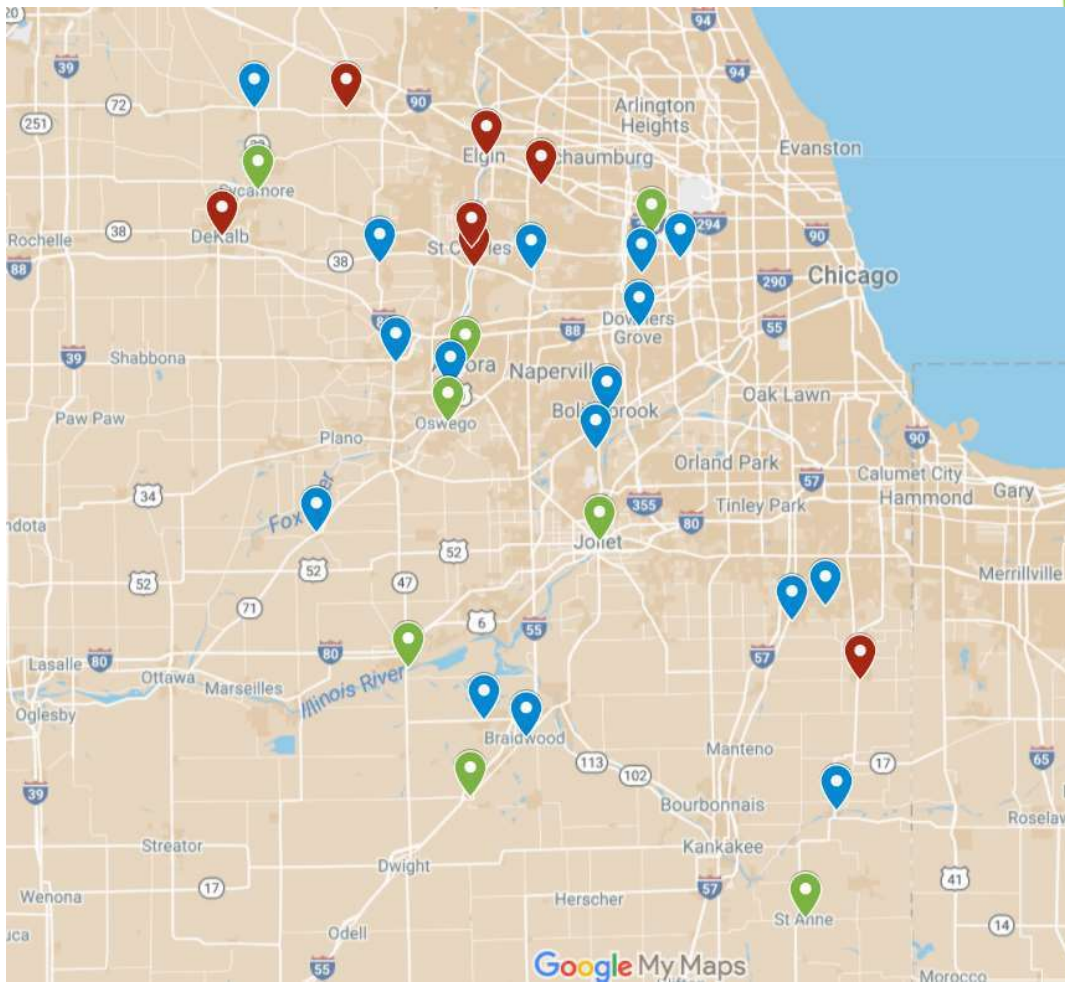 20
94
39
94
72
90
Arlington
Heights
251
Evanston
Elgin
Schaumburg
Sycamore
38
DeKalb
294
Rochelle
St Charles
90
88
38
Chicago
290
Downers
Grove
88
55
39
Shabbona
Aurora
Naperville
Oak Lawn
Paw Paw
Bolingbrook
Oswego
Plano
90
Orland Park
Calumet City
57
34
Hammond
Gary
355
Tinley Park
80
Fox River
Joliet
52
52
52
47
Merrillville
71
6
55
Lasalle
80
80
57
Ottawa
Marseilles
Illinois River
Oglesby
Braidwood
Manteno
17
65
113
102
39
Bourbonnais
Streator
Kankakee
Dwight
17
57
41
Wenona
Herscher
St Anne
14
Odell
55
Google My Maps
Morocco